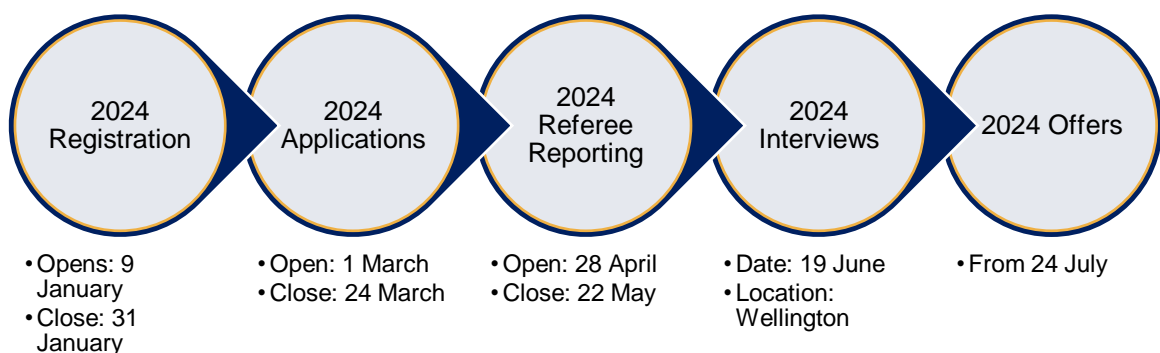 2024
Registration
2024
Applications
2024
Referee
Reporting
2024
Interviews
2024 Offers
•Opens: 9
January
•Close: 31
January
•Open: 1 March
•Close: 24 March
•Open: 28 April
•Close: 22 May
•Date: 19 June
•Location:
Wellington
•From 24 July